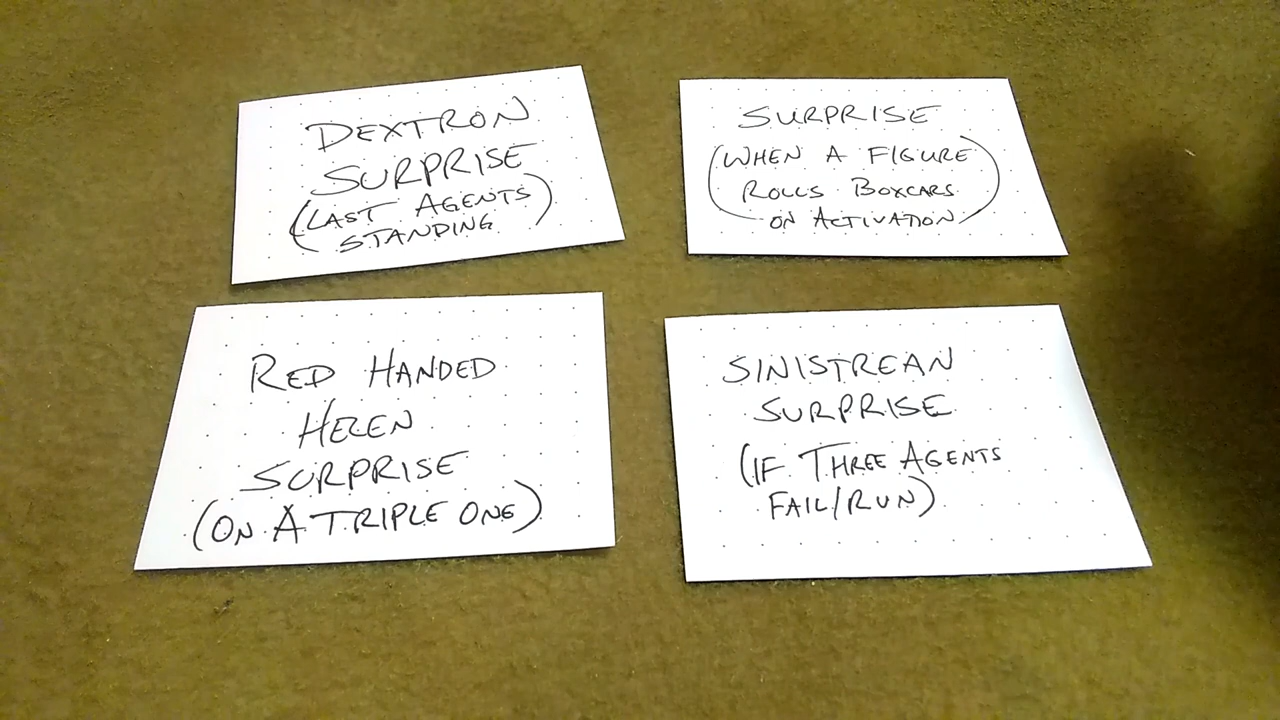 DEXTRON
SURPRISE
(LAST AGENTS
STANDING)
SURPRISE
(WHEN A FIGURE
ROLLS BOXCARS
ON ACTIVATION)
RED HANDED
HELEN
SURPRISE
(ON A TRIPLE ONE)
SINISTREAN
SURPRISE
(IF THREE AGENTS
FAIL/RUN)